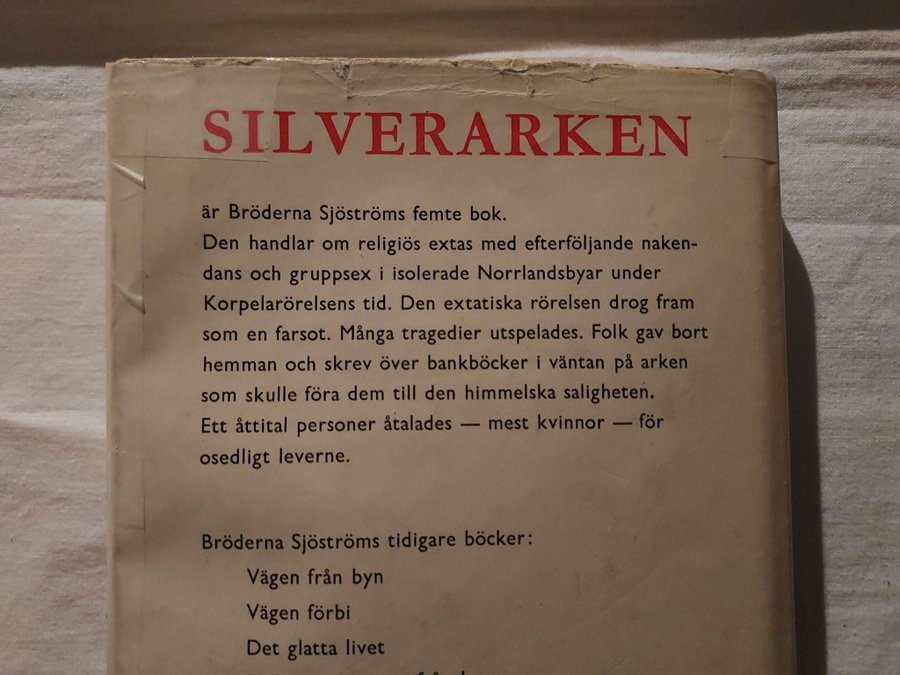 SILVERARKEN
är Bröderna Sjöströms femte bok.
Den handlar om religiös extas med efterföljande naken-
dans och gruppsex i isolerade Norrlandsbyar under
Korpelarörelsens tid. Den extatiska rörelsen drog fram
som en farsot. Många tragedier utspelades. Folk gav bort
hemman och skrev över bankböcker i väntan på arken
som skulle föra dem till den himmelska saligheten.
Ett åttital personer åtalades — mest kvinnor — för
osedligt leverne.
Bröderna Sjöströms tidigare böcker:
Vägen från byn
Vägen förbi
Det glatta livet